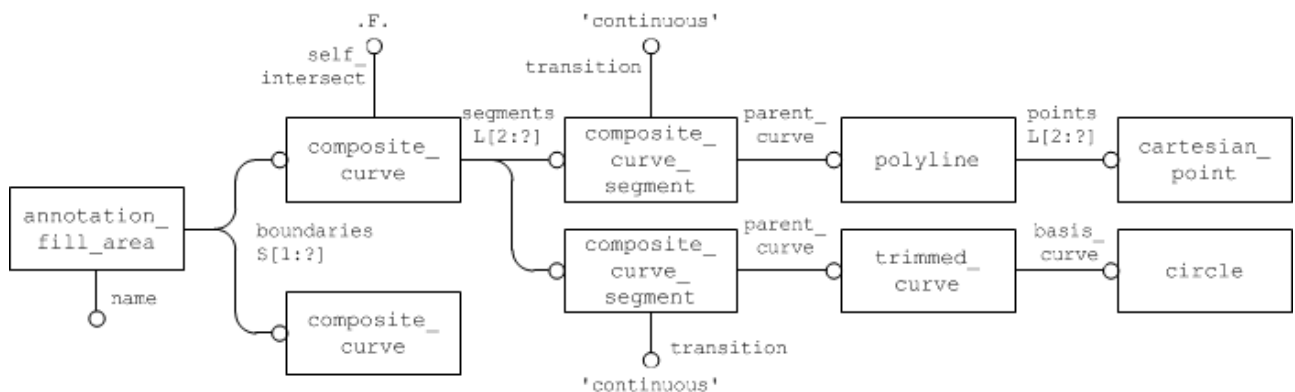 .F.
'continuous'
self_
intersect
transition
segments
L[2:?]
parent_
curve
points
L[2:?]
composite_
curve
composite_
curve_
segment
polyline
cartesian_
point
annotation_
fill_area
boundaries
S[1:?]
parent_
curve
basis_
curve
composite_
curve_
segment
trimmed_
curve
circle
name
composite_
curve
transition
'continuous'